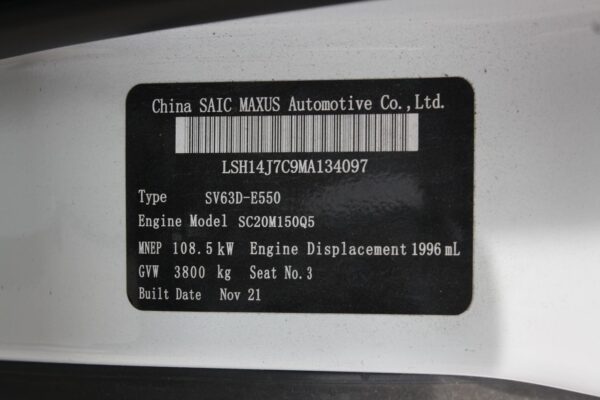 China SAIC MAXUS Automotive Co.,Ltd.
LSH14J7C9MA134097
Type SV63D-E550
Engine Model SC20M150Q5
MNEP 108.5 kW Engine Displacement 1996 mL
GVW 3800 kg Seat No.3
Built Date Nov 21